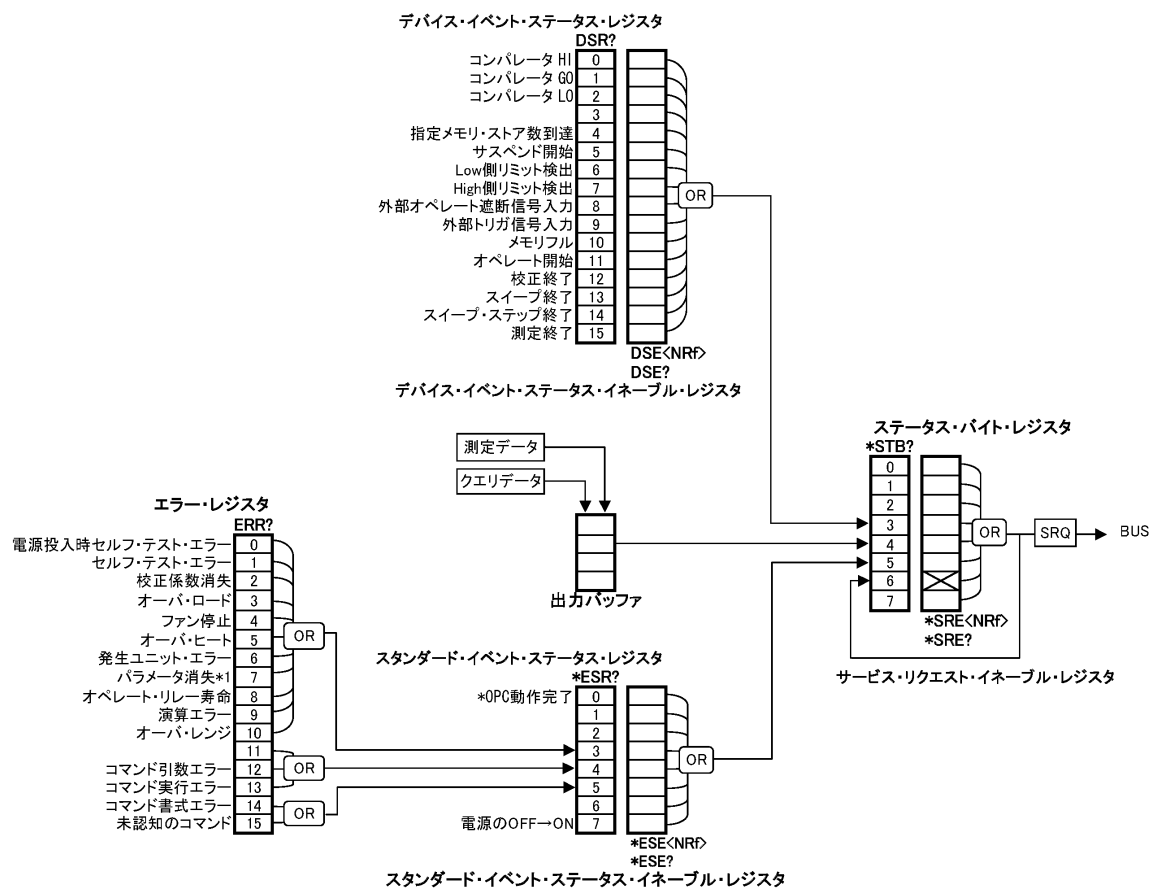 デバイス・イベント・ステータス・レジスタ
DSR?
コンパレータ HI 0
コンパレータ GO 1
コンパレータ LO 2
3
指定メモリ・ストア数到達 4
サスペンド開始 5
Low側リミット検出 6
High側リミット検出 7
外部オペレート遮断信号入力 8
外部トリガ信号入力 9
メモリフル 10
オペレート開始 11
校正終了 12
スイープ終了 13
スイープ・ステップ終了 14
測定終了 15
OR
DSE<NRf>
DSE?
デバイス・イベント・ステータス・イネーブル・レジスタ
測定データ
クエリデータ
出力バッファ
エラー・レジスタ
ERR?
電源投入時セルフ・テスト・エラー 0
セルフ・テスト・エラー 1
校正係数消失 2
オーバ・ロード 3
ファン停止 4
オーバ・ヒート 5
発生ユニット・エラー 6
パラメータ消失*1 7
オペレート・リレー寿命 8
演算エラー 9
オーバ・レンジ 10
11
コマンド引数エラー 12
コマンド実行エラー 13
コマンド書式エラー 14
未認知のコマンド 15
OR
OR
OR
スタンダード・イベント・ステータス・レジスタ
*ESR?
*OPC動作完了 0
1
2
3
4
5
6
電源のOFF→ON 7
OR
*ESE<NRf>
*ESE?
スタンダード・イベント・ステータス・イネーブル・レジスタ
ステータス・バイト・レジスタ
*STB?
0
1
2
3
4
5
6
7
OR
SRQ
BUS
*SRE<NRf>
*SRE?
サービス・リクエスト・イネーブル・レジスタ